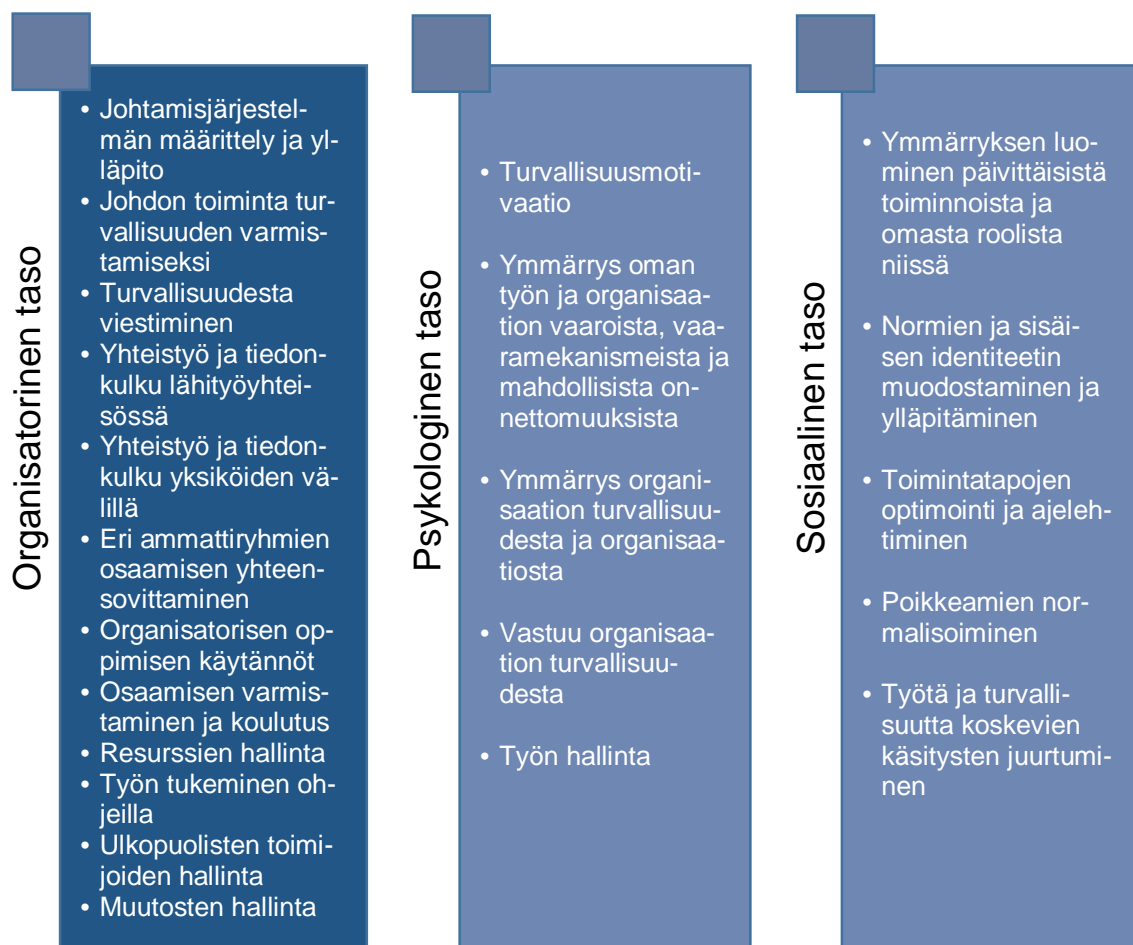 Organisatorinen taso
• Johtamisjärjestel-
män määrittely ja yl-
läpito
• Johdon toiminta tur-
vallisuuden varmis-
tamiseksi
• Turvallisuudesta
viestiminen
• Yhteistyö ja tiedon-
kulku lähityöyhtei-
sössä
• Yhteistyö ja tiedon-
kulku yksiköiden vä-
lillä
• Eri ammattiryhmien
osaamisen yhteen-
sovittaminen
• Organisatorisen op-
pimisen käytännöt
• Osaamisen varmis-
taminen ja koulutus
• Resurssien hallinta
• Työn tukeminen oh-
jeilla
• Ulkopuolisten toimi-
joiden hallinta
• Muutosten hallinta
Psykologinen taso
• Turvallisuusmoti-
vaatio
• Ymmärrys oman
työn ja organisaa-
tion vaaroista, vaa-
ramekanismeista ja
mahdollisista on-
nettomuuksista
• Ymmärrys organi-
saation turvallisuu-
desta ja organisaa-
tiosta
• Vastuu organisaa-
tion turvallisuu-
desta
• Työn hallinta
Sosiaalinen taso
• Ymmärryksen luo-
minen päivittäisistä
toiminnoista ja
omasta roolista
niissä
• Normien ja sisäi-
sen identiteetin
muodostaminen ja
ylläpitäminen
• Toimintatapojen
optimointi ja ajeleh-
timinen
• Poikkeamien nor-
malisoiminen
• Työtä ja turvalli-
suutta koskevien
käsitysten juurtumi-
nen